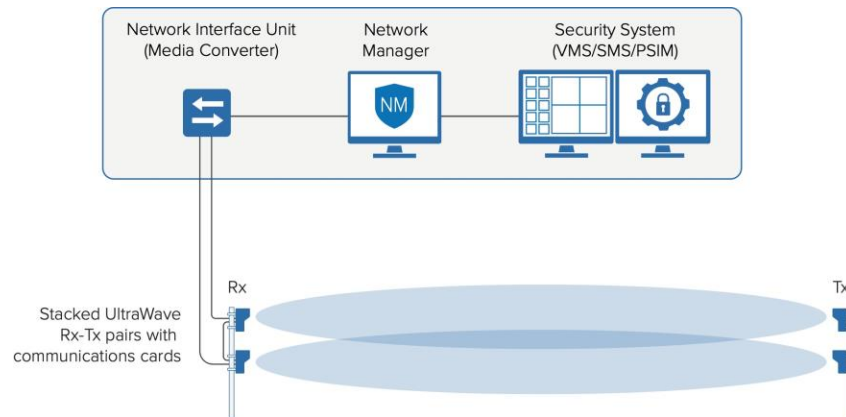 Network Interface Unit
(Media Converter)
Network
Manager
Security System
(VMS/SMS/PSIM)
NM
Rx
Tx
Stacked UltraWave
Rx-Tx pairs with
communications cards